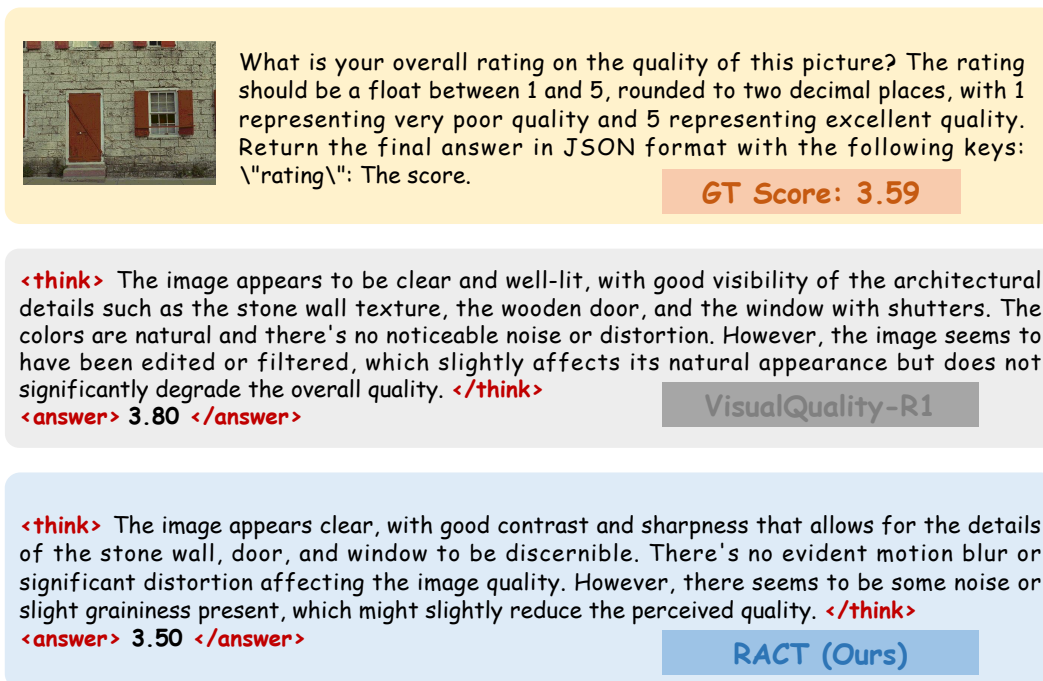 What is your overall rating on the quality of this picture? The rating
should be a float between 1 and 5, rounded to two decimal places, with 1
representing very poor quality and 5 representing excellent quality.
Return the final answer in JSON format with the following keys:
\"rating\": The score.
GT Score: 3.59
<think> The image appears to be clear and well-lit, with good visibility of the architectural
details such as the stone wall texture, the wooden door, and the window with shutters. The
colors are natural and there's no noticeable noise or distortion. However, the image seems to
have been edited or filtered, which slightly affects its natural appearance but does not
significantly degrade the overall quality. </think>
<answer> 3.80 </answer>
VisualQuality-R1
<think> The image appears clear, with good contrast and sharpness that allows for the details
of the stone wall, door, and window to be discernible. There's no evident motion blur or
significant distortion affecting the image quality. However, there seems to be some noise or
slight graininess present, which might slightly reduce the perceived quality. </think>
<answer> 3.50 </answer>
RACT (Ours)